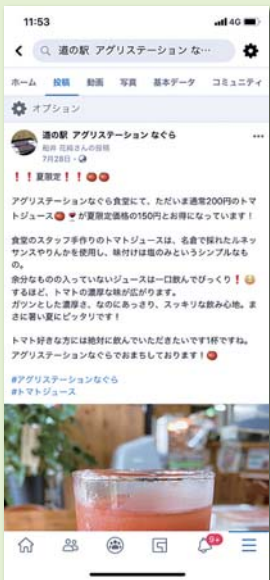 11:53
4G
道の駅 アグリステーション な…
ホーム 投稿 動画 写真 基本データ コミュニティ
オプション
道の駅 アグリステーション なぐら
さんの投稿
7月28日
❗❗夏限定❗❗🍅🍅
アグリステーションなぐら食堂にて、ただいま通常200円のトマ
トジュース🍅🍷が夏限定価格の150円とお得になっています!
食堂のスタッフ手作りのトマトジュースは、名倉で採れたルネッ
サンスやりんかを使用し、味付けは塩のみというシンプルなも
の。
余分なものの入っていないジュースは一口飲んでびっくり❗😲
するほど、トマトの濃厚な味が広がります。
ガツンとした濃厚さ、なのにあっさり、スッキリな飲み心地。ま
さに暑い夏にピッタリです!
トマト好きな方には絶対に飲んでいただきたいです1杯ですね。
アグリステーションなぐらでおまちしております!🍅
#アグリステーションなぐら
#トマトジュース
9+